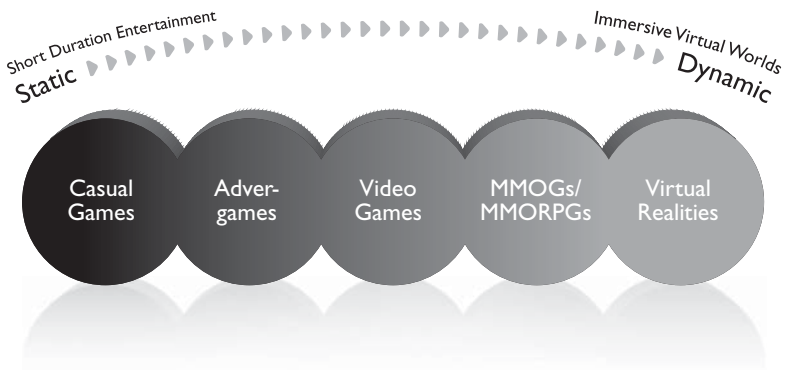 Short Duration Entertainment
Static
Immersive Virtual Worlds
Dynamic
Casual
Games
Adver-
games
Video
Games
MMOGs/
MMORPGs
Virtual
Realities